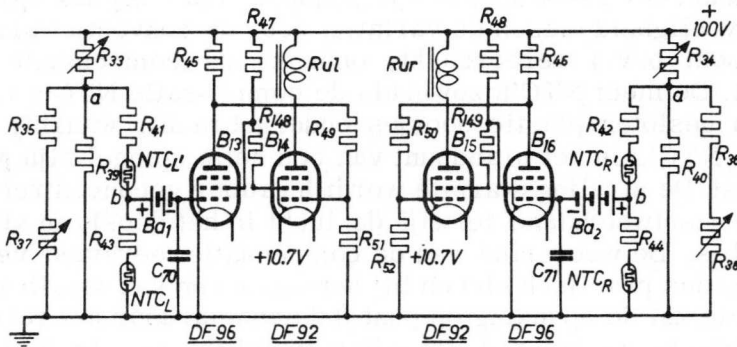 R47 R48 + 100V
R33 R45 Rul Rur R46 R34
a a
R35 R41 R148 R49 R50 R149 R42 R36
B13 B14 B15 B16
R39 NTCL' NTCR' R40
b b
+ Ba1 - Ba2
R37 R43 R51 R52 R44 R38
C70 +10.7V +10.7V C71
NTCL NTCR
DF96 DF92 DF92 DF96